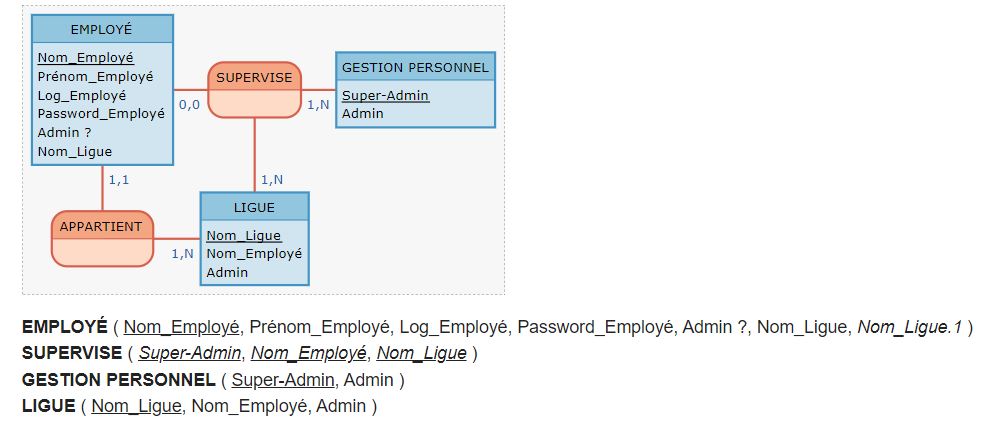 EMPLOYÉ
Nom_Employé
Prénom_Employé
Log_Employé
Password_Employé
Admin ?
Nom_Ligue
0,0
SUPERVISE
1,N
GESTION PERSONNEL
Super-Admin
Admin
1,1
1,N
APPARTIENT
1,N
LIGUE
Nom_Ligue
Nom_Employé
Admin
EMPLOYÉ ( Nom_Employé, Prénom_Employé, Log_Employé, Password_Employé, Admin ?, Nom_Ligue, Nom_Ligue.1 )
SUPERVISE ( Super-Admin, Nom_Employé, Nom_Ligue )
GESTION PERSONNEL ( Super-Admin, Admin )
LIGUE ( Nom_Ligue, Nom_Employé, Admin )